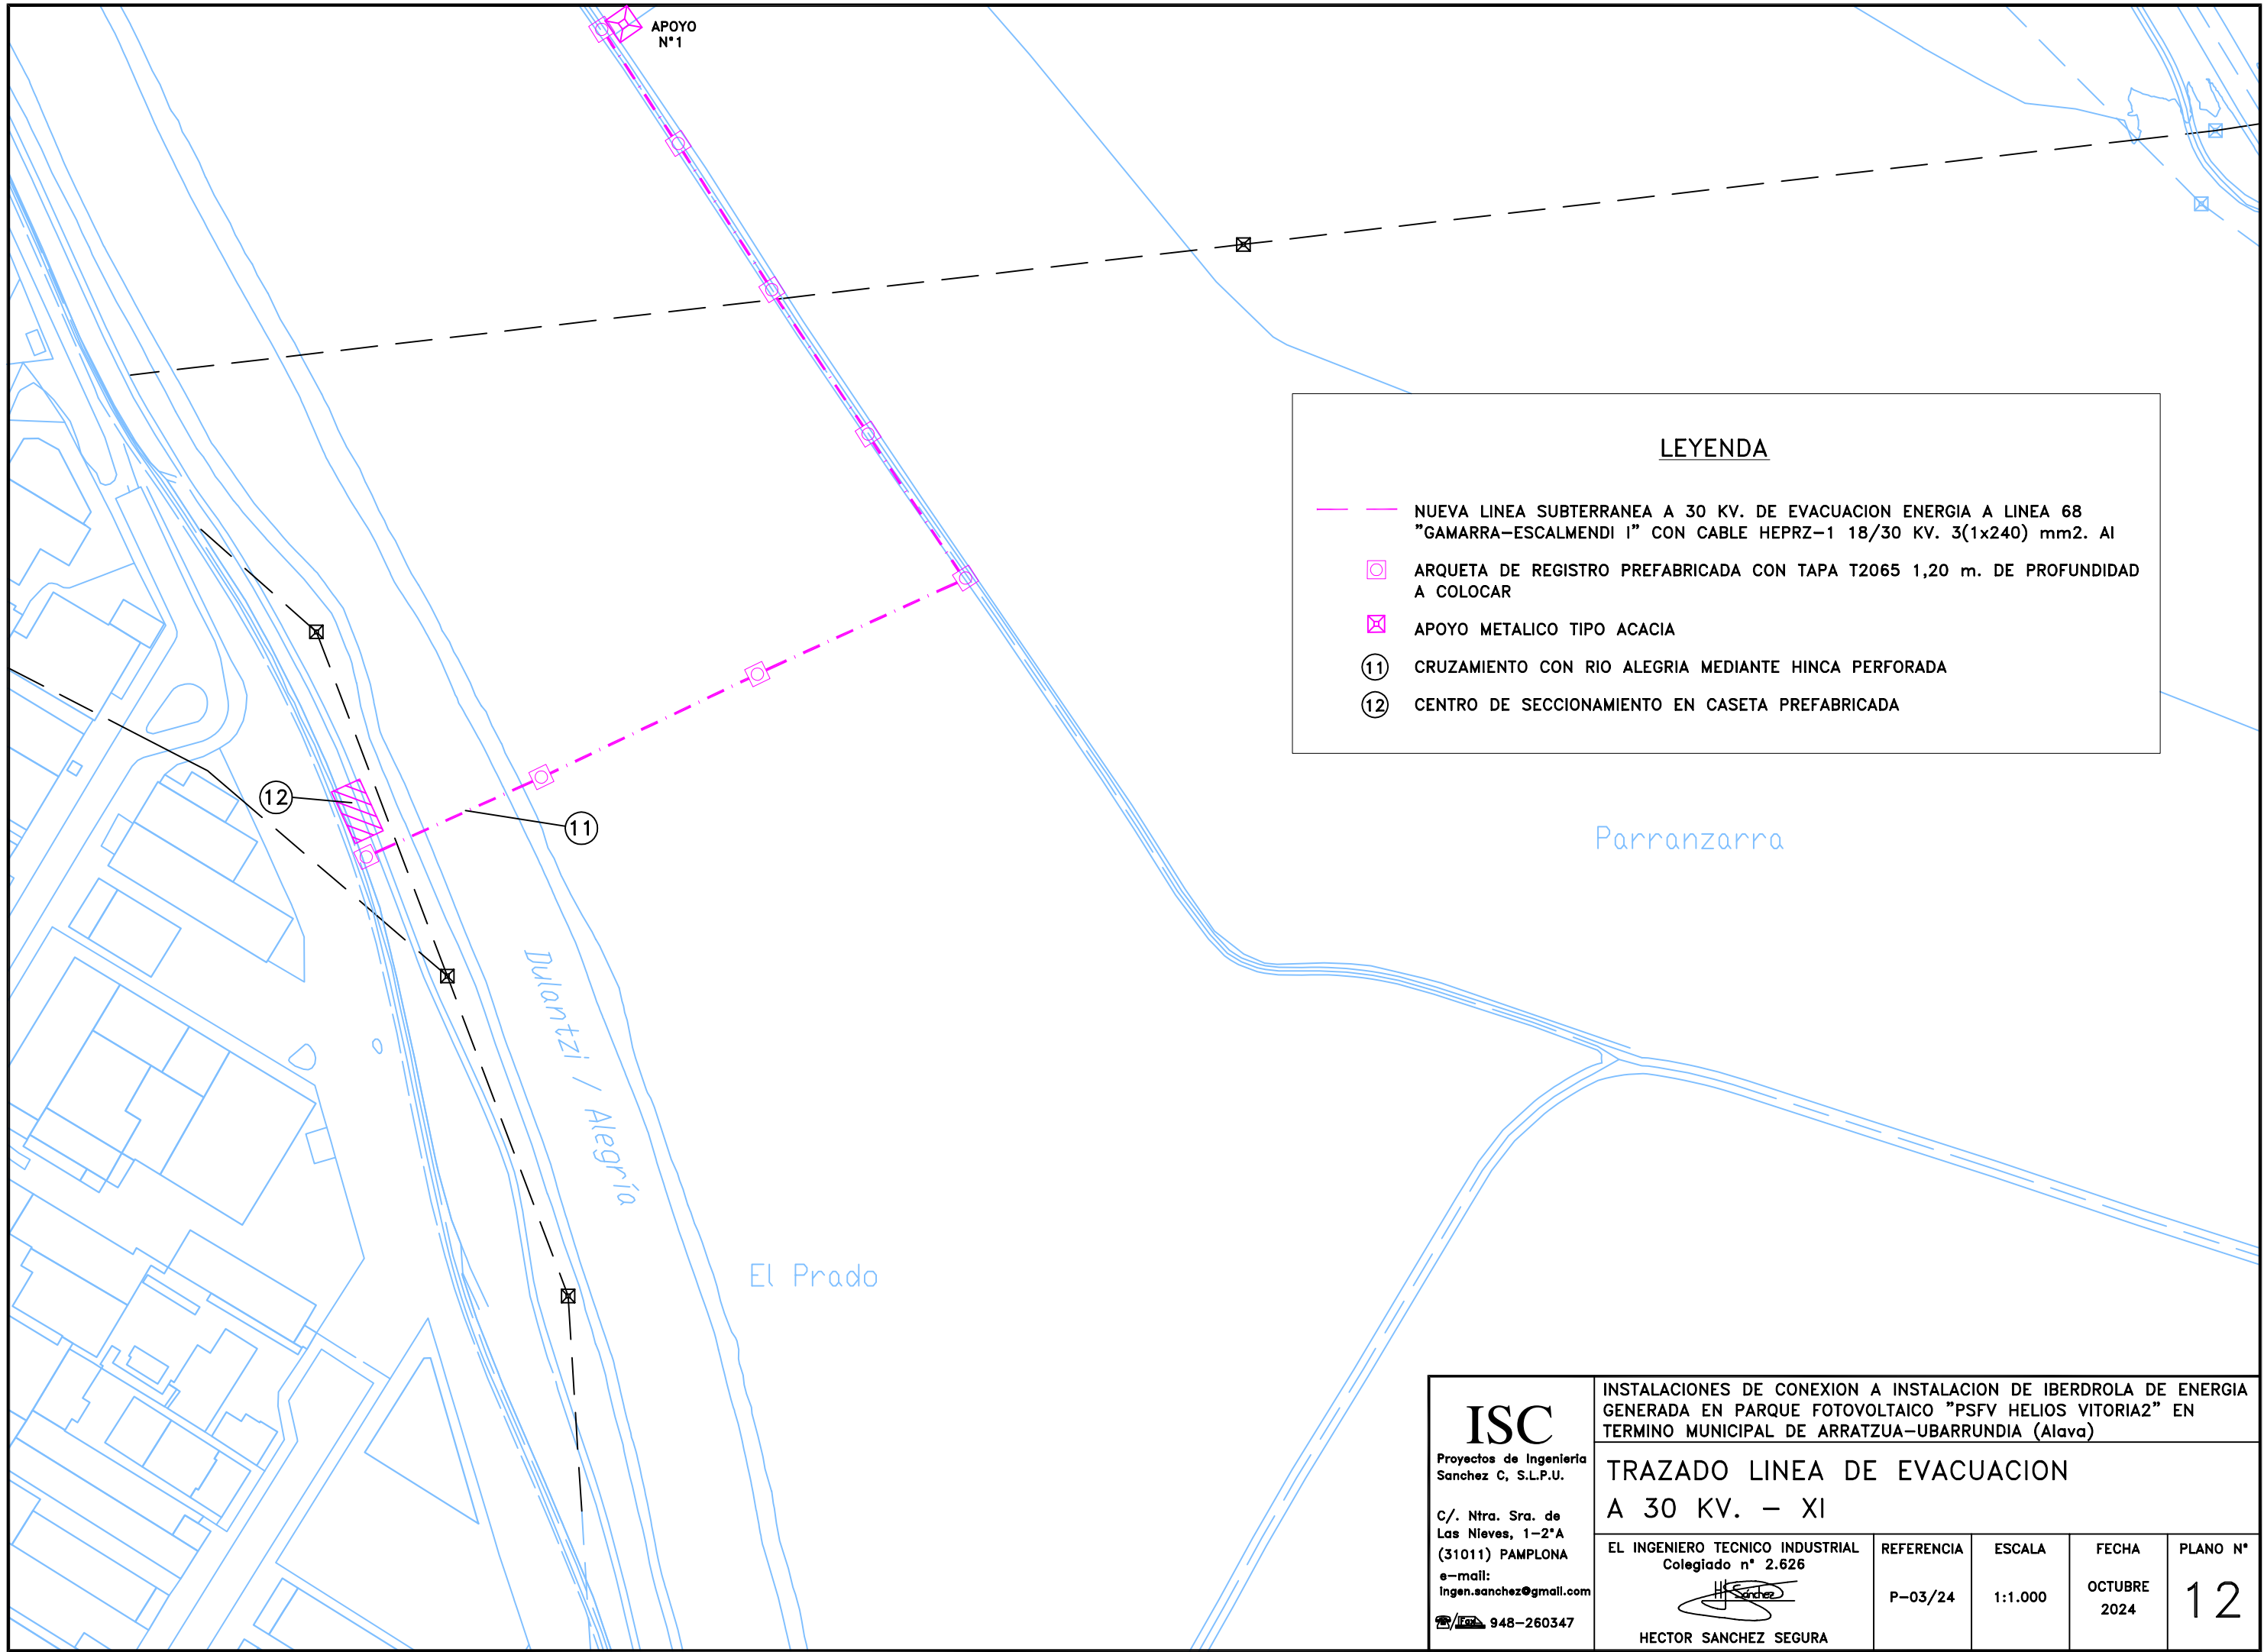 APOYO
N°1
LEYENDA
NUEVA LINEA SUBTERRANEA A 30 KV. DE EVACUACION ENERGIA A LINEA 68
"GAMARRA-ESCALMENDI I" CON CABLE HEPRZ-1 18/30 KV. 3(1x240) mm2. Al
ARQUETA DE REGISTRO PREFABRICADA CON TAPA T2065 1,20 m. DE PROFUNDIDAD
A COLOCAR
APOYO METALICO TIPO ACACIA
11 CRUZAMIENTO CON RIO ALEGRIA MEDIANTE HINCA PERFORADA
12 CENTRO DE SECCIONAMIENTO EN CASETA PREFABRICADA
12
11
Parranzarra
Dulantzi / Alegría
El Prado
ISC
Proyectos de Ingenieria
Sanchez C, S.L.P.U.
C/. Ntra. Sra. de
Las Nieves, 1-2°A
(31011) PAMPLONA
e-mail:
ingen.sanchez@gmail.com
Fax 948-260347
INSTALACIONES DE CONEXION A INSTALACION DE IBERDROLA DE ENERGIA
GENERADA EN PARQUE FOTOVOLTAICO "PSFV HELIOS VITORIA2" EN
TERMINO MUNICIPAL DE ARRATZUA-UBARRUNDIA (Alava)
TRAZADO LINEA DE EVACUACION
A 30 KV. - XI
EL INGENIERO TECNICO INDUSTRIAL
Colegiado n° 2.626
H. Sánchez
HECTOR SANCHEZ SEGURA
REFERENCIA
P-03/24
ESCALA
1:1.000
FECHA
OCTUBRE
2024
PLANO N°
12